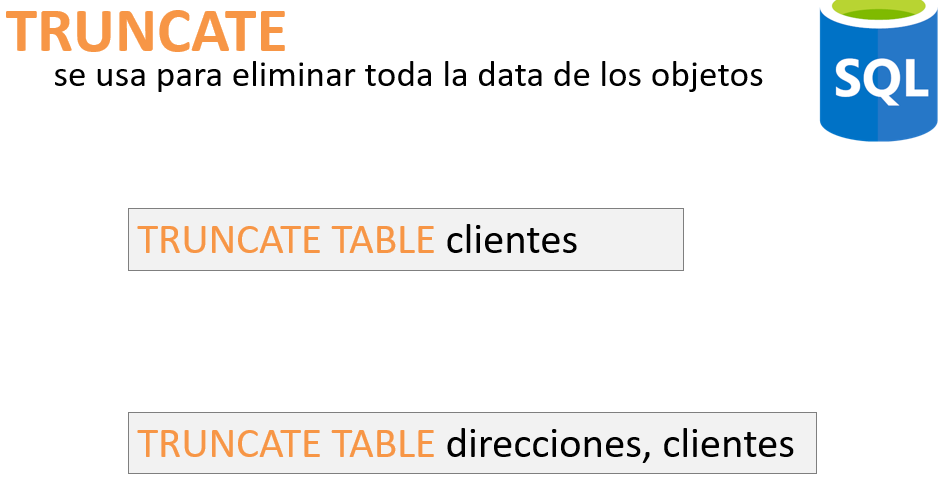 TRUNCATE
se usa para eliminar toda la data de los objetos
SQL
TRUNCATE TABLE clientes
TRUNCATE TABLE direcciones, clientes